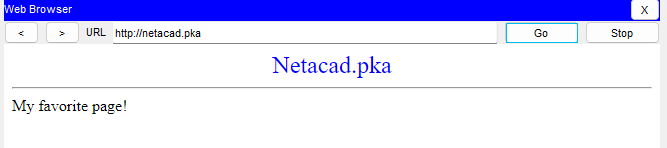 Web Browser X
< > URL http://netacad.pka Go Stop
Netacad.pka
My favorite page!